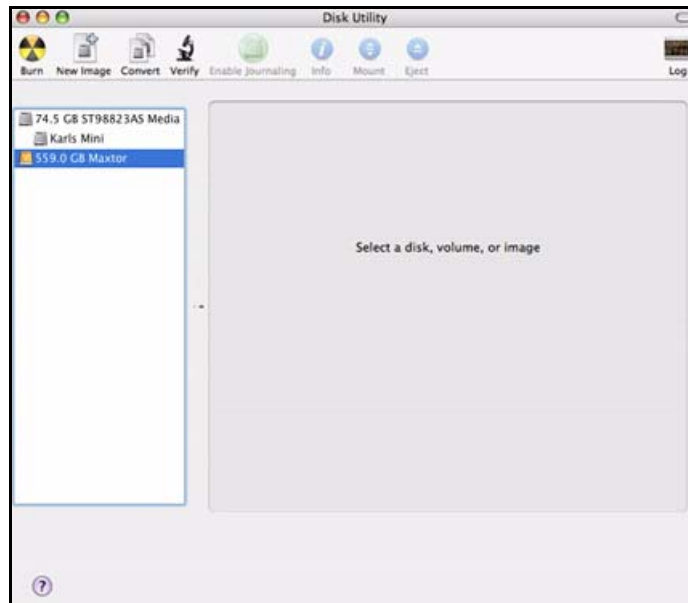 Disk Utility
Burn New Image Convert Verify Enable Journaling Info Mount Eject Log
74.5 GB ST98823AS Media
Karls Mini
559.0 GB Maxtor
Select a disk, volume, or image
?